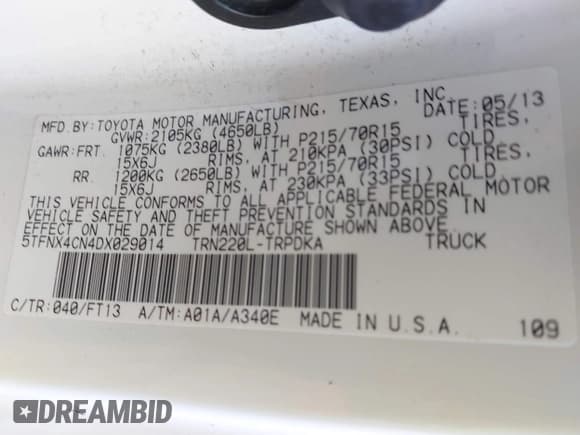 MFD.BY:TOYOTA MOTOR MANUFACTURING, TEXAS, INC. DATE:05/13
GVWR:2105KG (4650LB)
GAWR:FRT. 1075KG (2380LB) WITH P215/70R15 TIRES,
15X6J RIMS, AT 210KPA (30PSI) COLD
RR. 1200KG (2650LB) WITH P215/70R15 TIRES,
15X6J RIMS, AT 230KPA (33PSI) COLD
THIS VEHICLE CONFORMS TO ALL APPLICABLE FEDERAL MOTOR
VEHICLE SAFETY AND THEFT PREVENTION STANDARDS IN
EFFECT ON THE DATE OF MANUFACTURE SHOWN ABOVE.
5TFNX4CN4DX029014 TRN220L-TRPDKA TRUCK
C/TR:040/FT13 A/TM:A01A/A340E MADE IN U.S.A. 109
DREAMBID